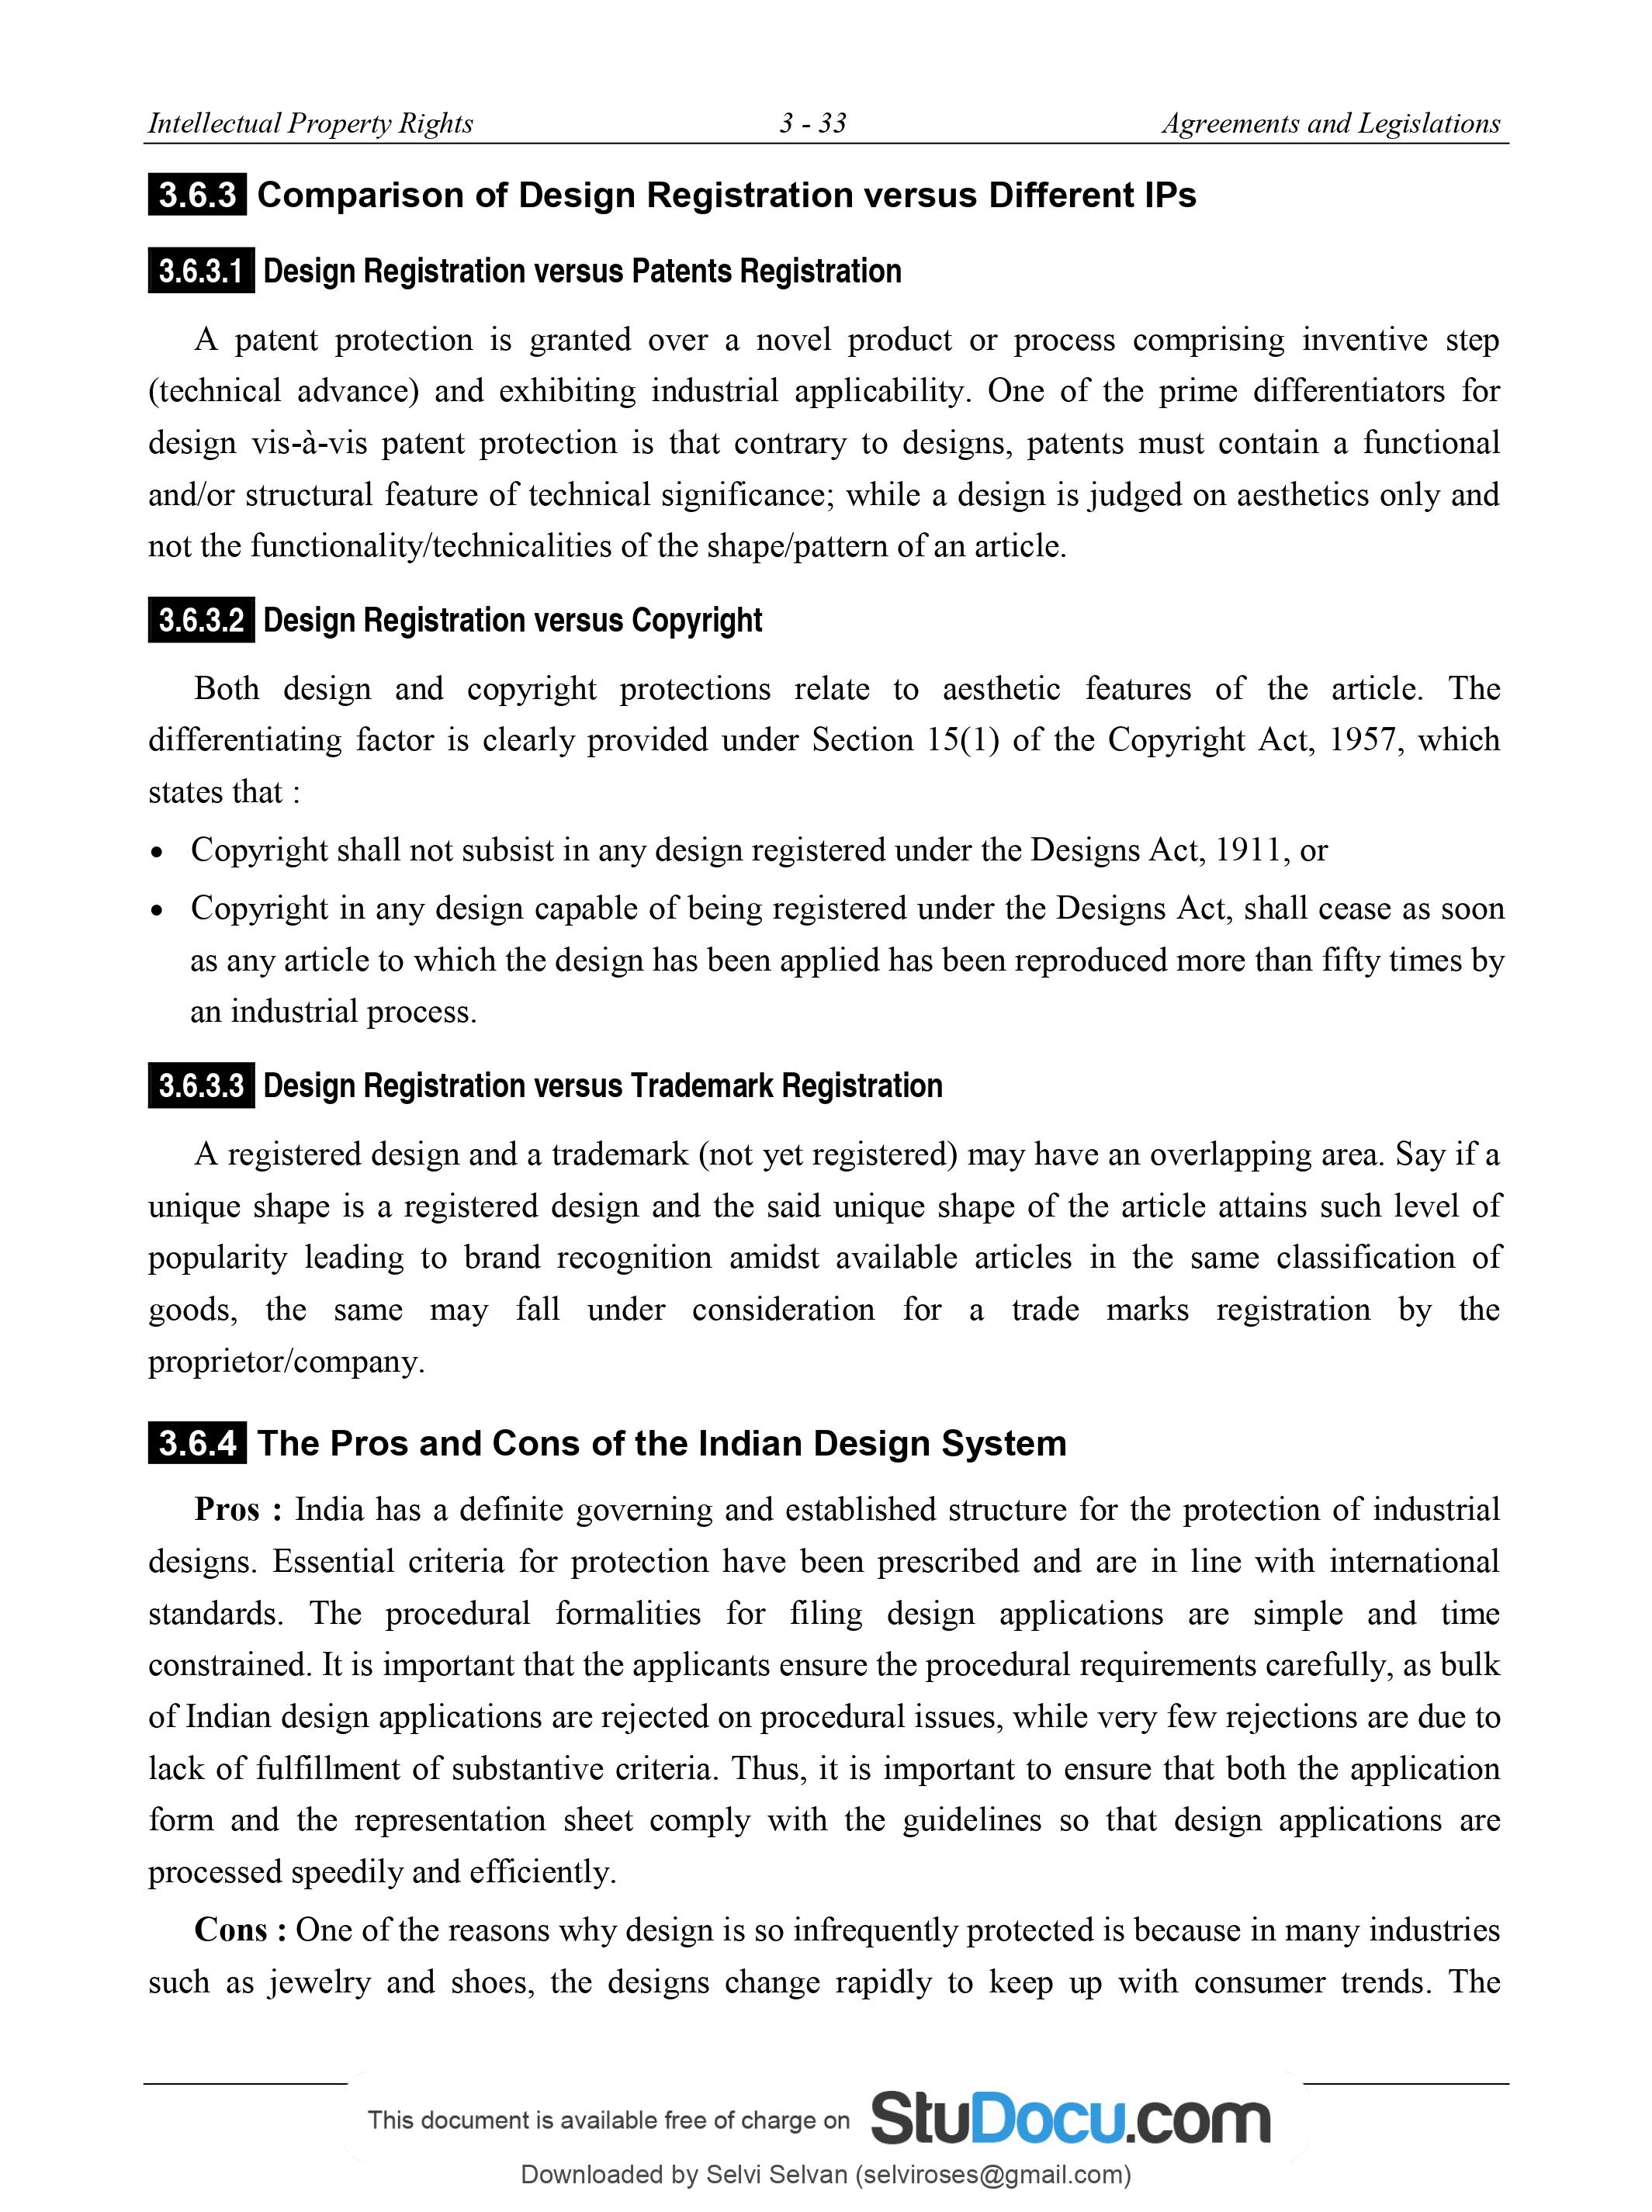 Intellectual Property Rights 3 - 33 Agreements and Legislations
3.6.3 Comparison of Design Registration versus Different IPs
3.6.3.1 Design Registration versus Patents Registration
A patent protection is granted over a novel product or process comprising inventive step
(technical advance) and exhibiting industrial applicability. One of the prime differentiators for
design vis-à-vis patent protection is that contrary to designs, patents must contain a functional
and/or structural feature of technical significance; while a design is judged on aesthetics only and
not the functionality/technicalities of the shape/pattern of an article.
3.6.3.2 Design Registration versus Copyright
Both design and copyright protections relate to aesthetic features of the article. The
differentiating factor is clearly provided under Section 15(1) of the Copyright Act, 1957, which
states that :
• Copyright shall not subsist in any design registered under the Designs Act, 1911, or
• Copyright in any design capable of being registered under the Designs Act, shall cease as soon
as any article to which the design has been applied has been reproduced more than fifty times by
an industrial process.
3.6.3.3 Design Registration versus Trademark Registration
A registered design and a trademark (not yet registered) may have an overlapping area. Say if a
unique shape is a registered design and the said unique shape of the article attains such level of
popularity leading to brand recognition amidst available articles in the same classification of
goods, the same may fall under consideration for a trade marks registration by the
proprietor/company.
3.6.4 The Pros and Cons of the Indian Design System
Pros : India has a definite governing and established structure for the protection of industrial
designs. Essential criteria for protection have been prescribed and are in line with international
standards. The procedural formalities for filing design applications are simple and time
constrained. It is important that the applicants ensure the procedural requirements carefully, as bulk
of Indian design applications are rejected on procedural issues, while very few rejections are due to
lack of fulfillment of substantive criteria. Thus, it is important to ensure that both the application
form and the representation sheet comply with the guidelines so that design applications are
processed speedily and efficiently.
Cons : One of the reasons why design is so infrequently protected is because in many industries
such as jewelry and shoes, the designs change rapidly to keep up with consumer trends. The
This document is available free of charge on StuDocu.com
Downloaded by Selvi Selvan (selviroses@gmail.com)